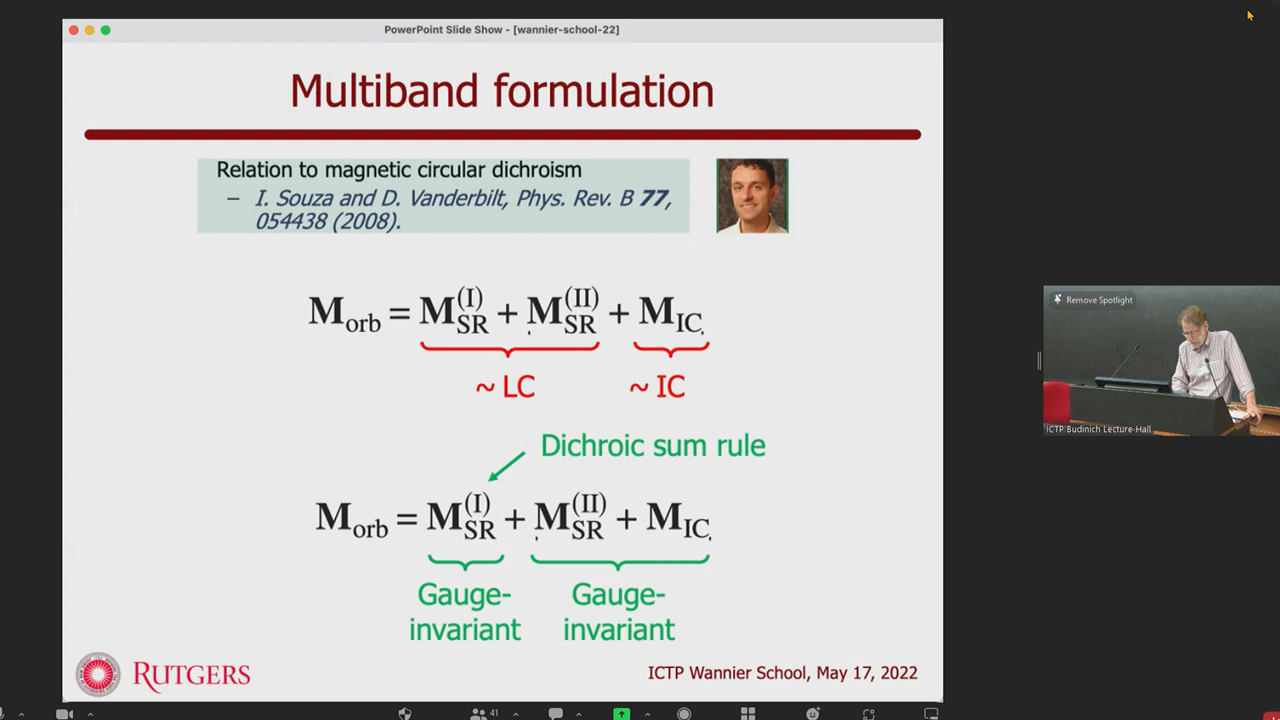 PowerPoint Slide Show - [wannier-school-22]
Multiband formulation
Relation to magnetic circular dichroism
– I. Souza and D. Vanderbilt, Phys. Rev. B 77,
054438 (2008).
M_orb = M_SR^(I) + M_SR^(II) + M_IC.
~ LC ~ IC
Dichroic sum rule
M_orb = M_SR^(I) + M_SR^(II) + M_IC.
Gauge- Gauge-
invariant invariant
RUTGERS
ICTP Wannier School, May 17, 2022
Remove Spotlight
ICTP Budinich Lecture Hall
41